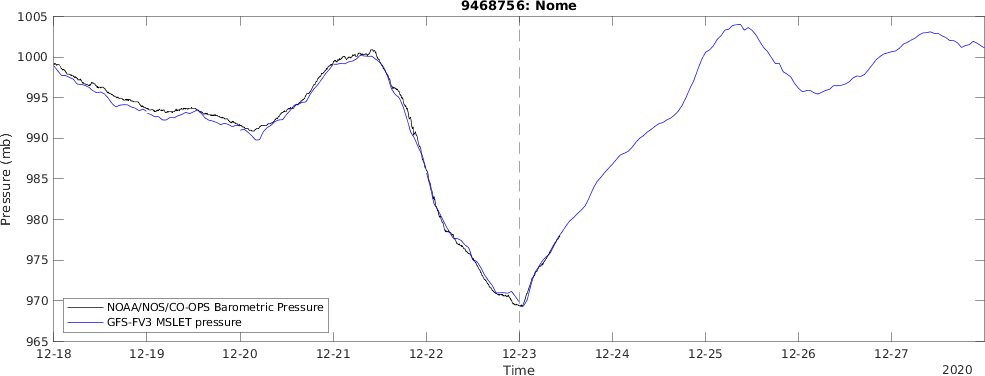 9468756: Nome
1005
1000
995
990
985
980
975
970
965
Pressure (mb)
NOAA/NOS/CO-OPS Barometric Pressure
GFS-FV3 MSLET pressure
12-18 12-19 12-20 12-21 12-22 12-23 12-24 12-25 12-26 12-27
Time
2020